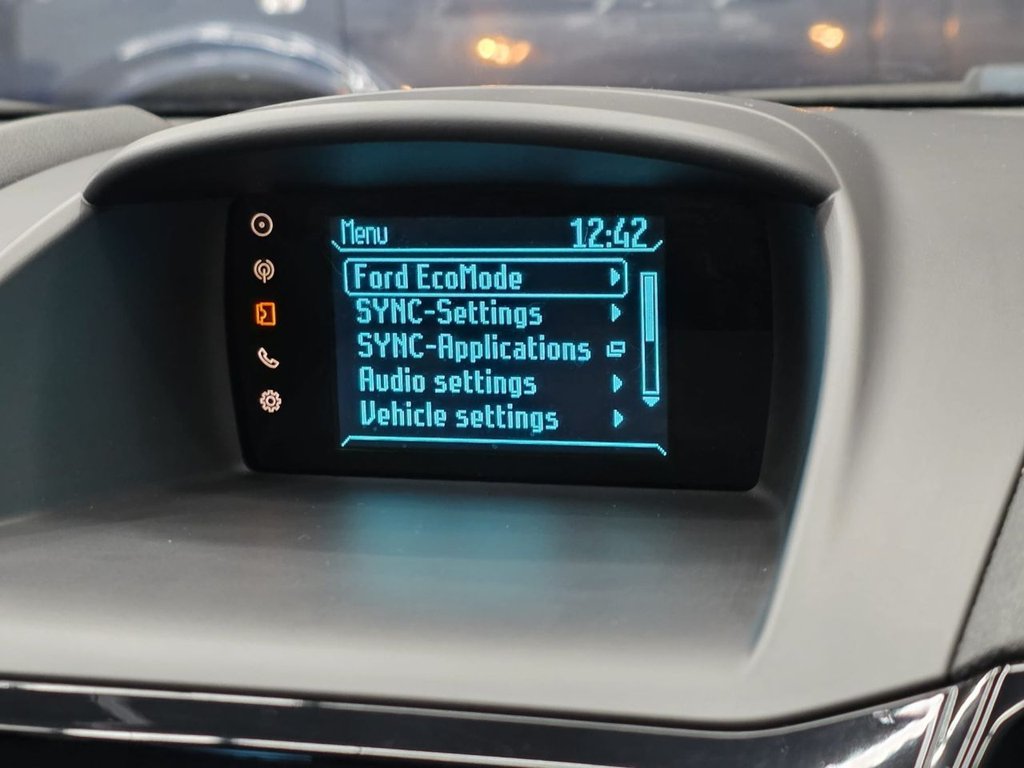 Menu 12:42
Ford EcoMode
SYNC-Settings
SYNC-Applications
Audio settings
Vehicle settings